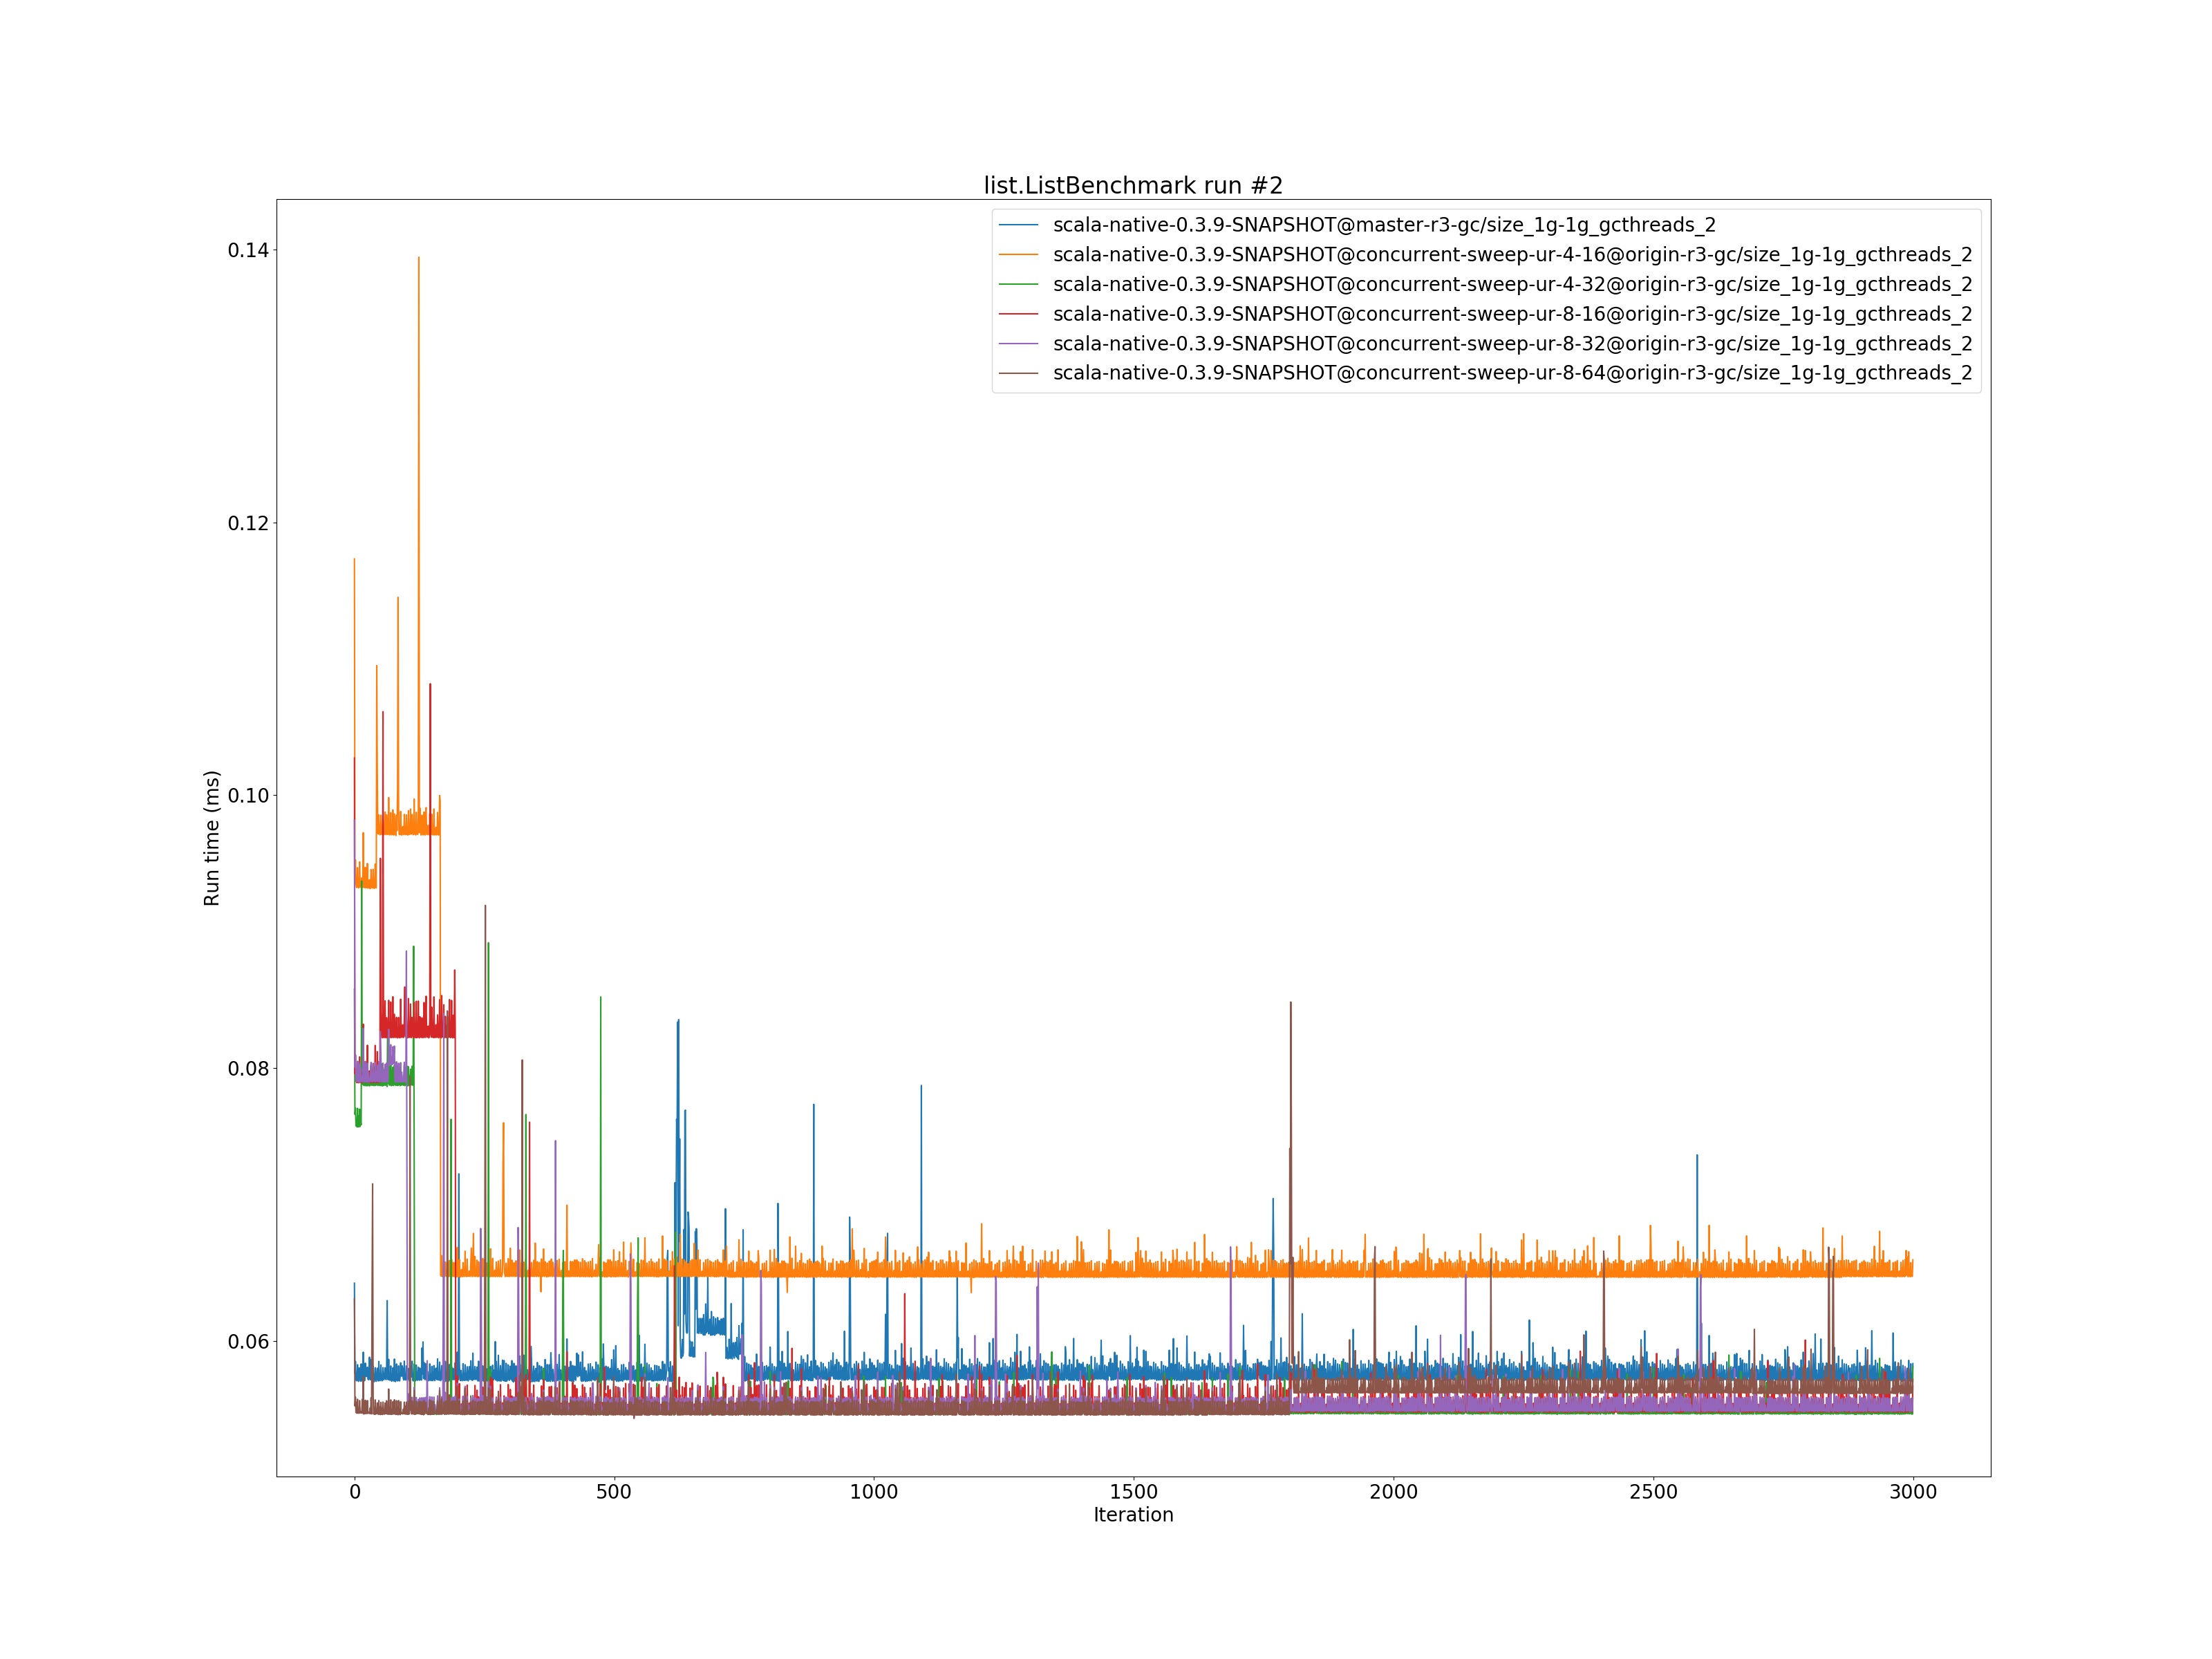 list.ListBenchmark run #2
scala-native-0.3.9-SNAPSHOT@master-r3-gc/size_1g-1g_gcthreads_2
scala-native-0.3.9-SNAPSHOT@concurrent-sweep-ur-4-16@origin-r3-gc/size_1g-1g_gcthreads_2
scala-native-0.3.9-SNAPSHOT@concurrent-sweep-ur-4-32@origin-r3-gc/size_1g-1g_gcthreads_2
scala-native-0.3.9-SNAPSHOT@concurrent-sweep-ur-8-16@origin-r3-gc/size_1g-1g_gcthreads_2
scala-native-0.3.9-SNAPSHOT@concurrent-sweep-ur-8-32@origin-r3-gc/size_1g-1g_gcthreads_2
scala-native-0.3.9-SNAPSHOT@concurrent-sweep-ur-8-64@origin-r3-gc/size_1g-1g_gcthreads_2
Run time (ms)
0.14
0.12
0.10
0.08
0.06
0 500 1000 1500 2000 2500 3000
Iteration